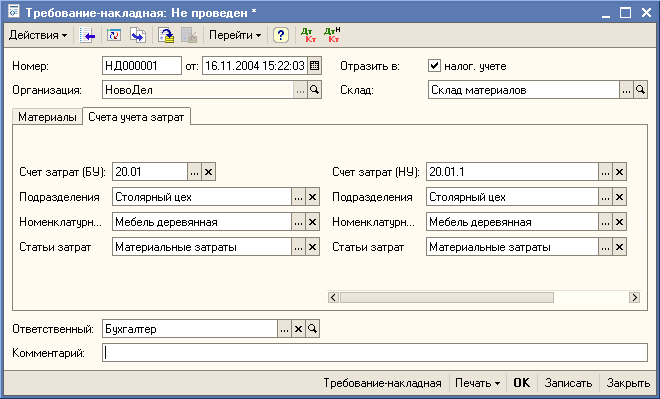 Требование-накладная: Не проведен *
Действия Перейти ? Дт Кт Дт Н Кт
Номер: НД000001 от: 16.11.2004 15:22:03 Отразить в: налог. учете
Организация: НовоДел ... Склад: Склад материалов ...
Материалы Счета учета затрат
Счет затрат (БУ): 20.01 ... Счет затрат (НУ): 20.01.1 ...
Подразделения Столярный цех ... Подразделения Столярный цех ...
Номенклатурн... Мебель деревянная ... Номенклатурн... Мебель деревянная ...
Статьи затрат Материальные затраты ... Статьи затрат Материальные затраты ...
Ответственный: Бухгалтер ...
Комментарий:
Требование-накладная Печать OK Записать Закрыть